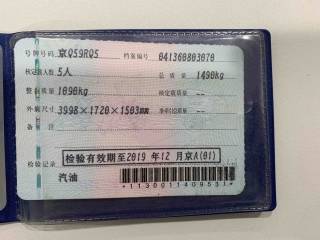 号牌号码 京Q59RQ5 档案编号 041360803070
核定载人数 5人 总质量 1490kg
整备质量 1090kg 核定载质量 --
外廓尺寸 3998×1720×1503mm 准牵引总质量 --
备注
检验记录 检验有效期至2019 年12 月京A(01)
汽油
*1130011409531*